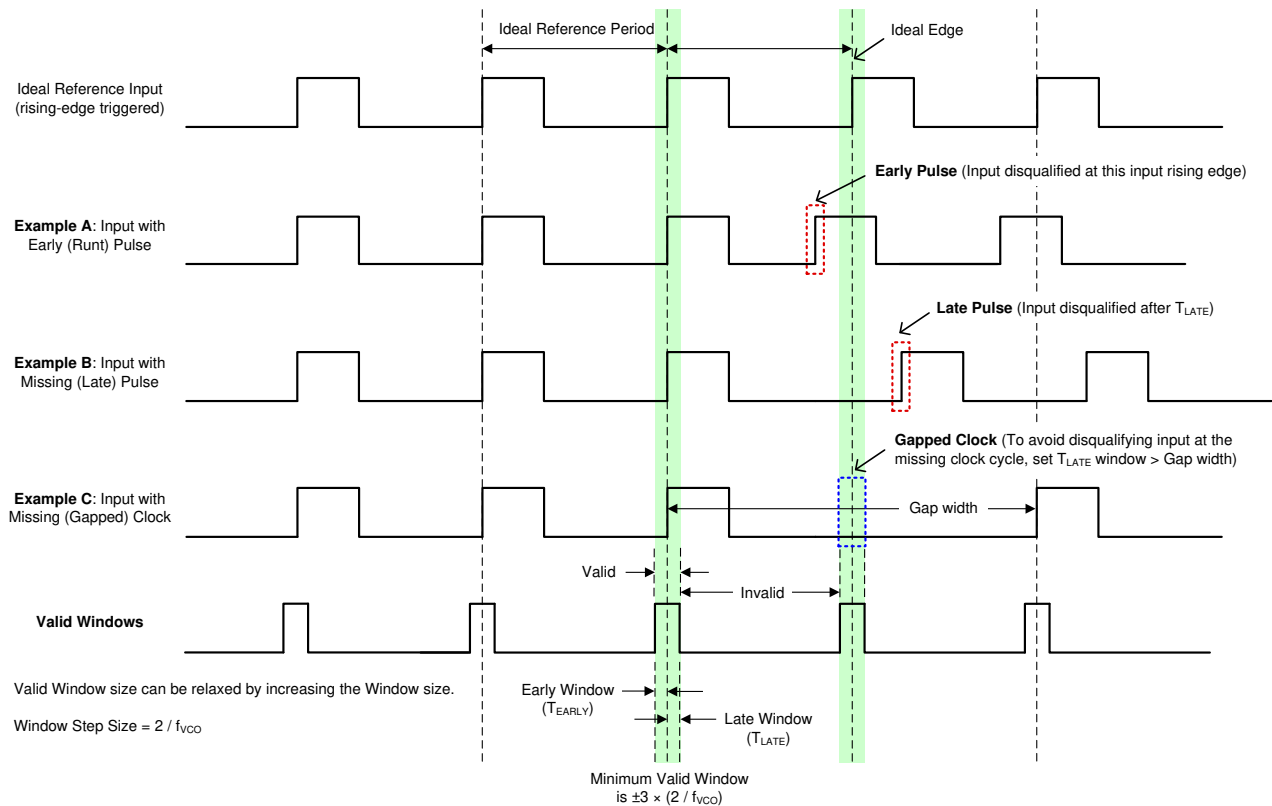 Ideal Reference Period
Ideal Edge
Ideal Reference Input
(rising-edge triggered)
Early Pulse (Input disqualified at this input rising edge)
Example A: Input with
Early (Runt) Pulse
Late Pulse (Input disqualified after TLATE)
Example B: Input with
Missing (Late) Pulse
Gapped Clock (To avoid disqualifying input at the
missing clock cycle, set TLATE window > Gap width)
Example C: Input with
Missing (Gapped) Clock
Gap width
Valid
Invalid
Valid Windows
Valid Window size can be relaxed by increasing the Window size.
Early Window
(TEARLY)
Window Step Size = 2 / fVCO
Late Window
(TLATE)
Minimum Valid Window
is ±3 × (2 / fVCO)